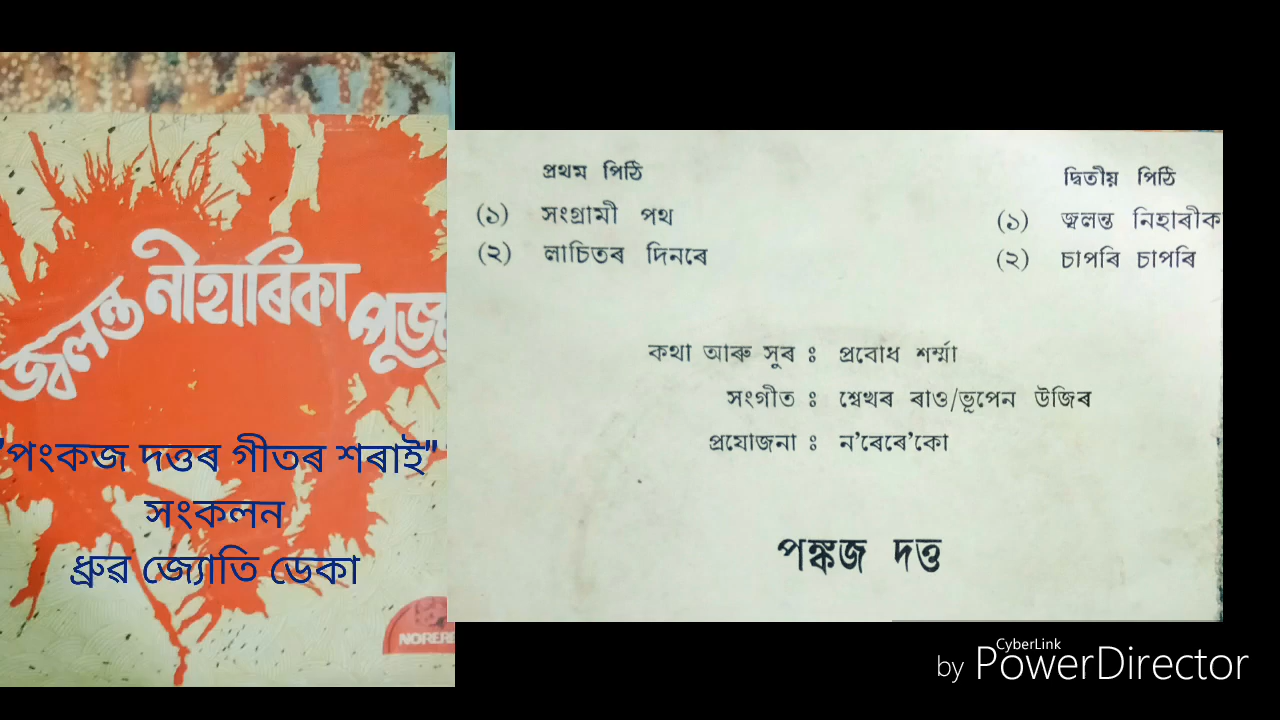 জ্বলন্ত নীহাৰিকা
"পংকজ দত্তৰ গীতৰ শৰাই"
সংকলন
ধ্ৰুৱ জ্যোতি ডেকা
প্ৰথম পিঠি
(১) সংগ্ৰামী পথ
(২) লাচিতৰ দিনৰে
দ্বিতীয় পিঠি
(১) জ্বলন্ত নিহাৰীক
(২) চাপৰি চাপৰি
কথা আৰু সুৰ : প্ৰবোধ শৰ্ম্মা
সংগীত : শ্বেখৰ ৰাও/ভূপেন উজিৰ
প্ৰযোজনা : ন'ৰেৰে'কো
পঙ্কজ দত্ত
CyberLink
by PowerDirector